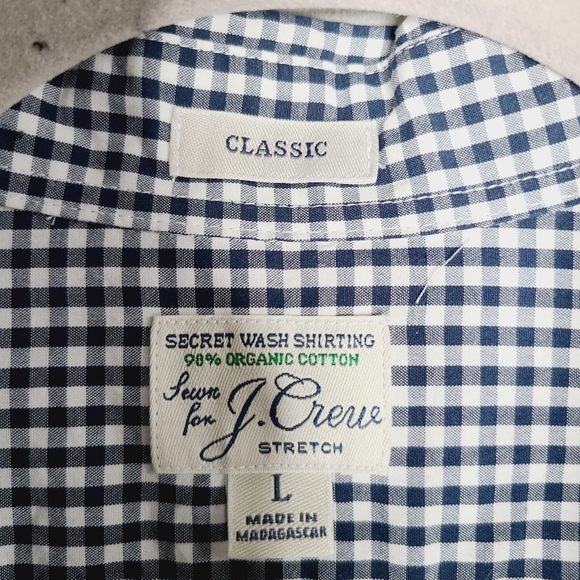 CLASSIC
SECRET WASH SHIRTING
98% ORGANIC COTTON
Sewn
for J.Crew
STRETCH
L
MADE IN
MADAGASCAR